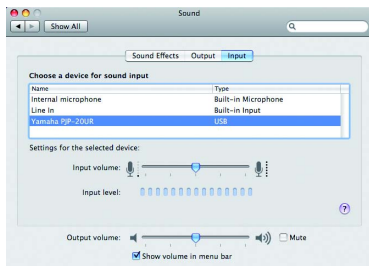 Sound
Show All
Sound Effects Output Input
Choose a device for sound input
Name Type
Internal microphone Built-in Microphone
Line In Built-in Input
Yamaha PJP-20UR USB
Settings for the selected device:
Input volume:
Input level:
?
Output volume: Mute
Show volume in menu bar